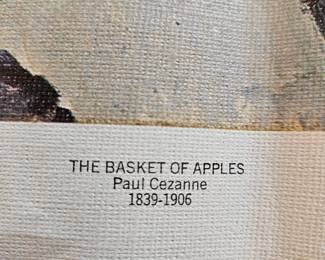 THE BASKET OF APPLES
Paul Cezanne
1839-1906